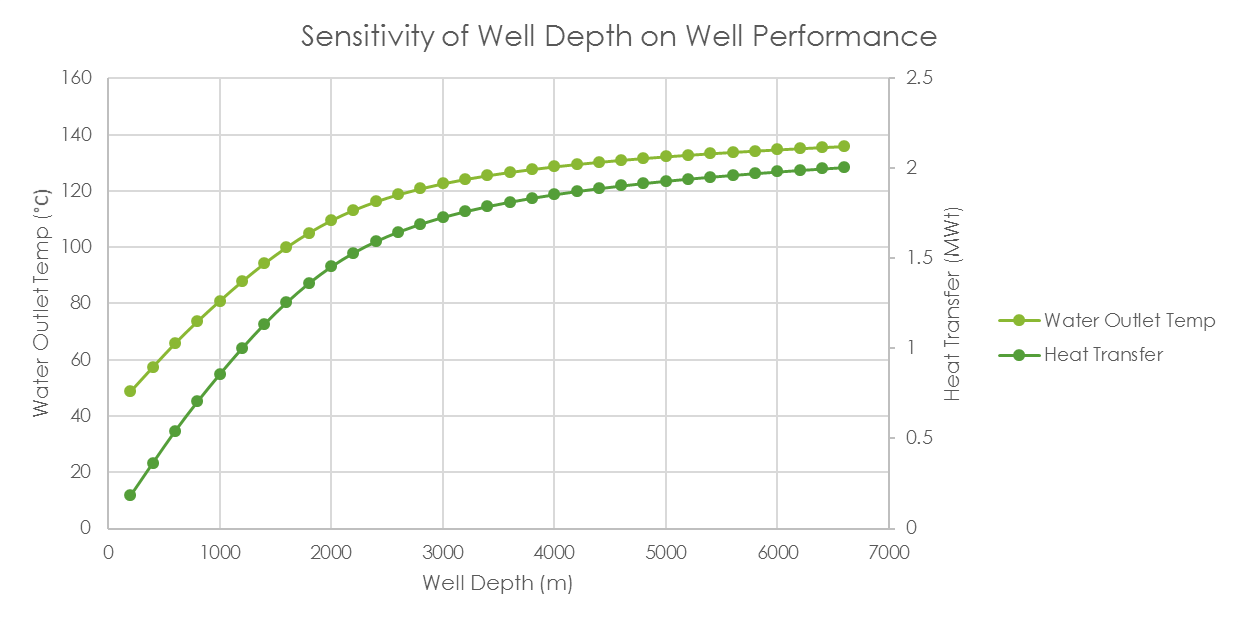 Sensitivity of Well Depth on Well Performance
160
140
120
100
80
60
40
20
0
Water Outlet Temp (°C)
2.5
2
1.5
1
0.5
0
Heat Transfer (MWt)
0 1000 2000 3000 4000 5000 6000 7000
Well Depth (m)
Water Outlet Temp
Heat Transfer